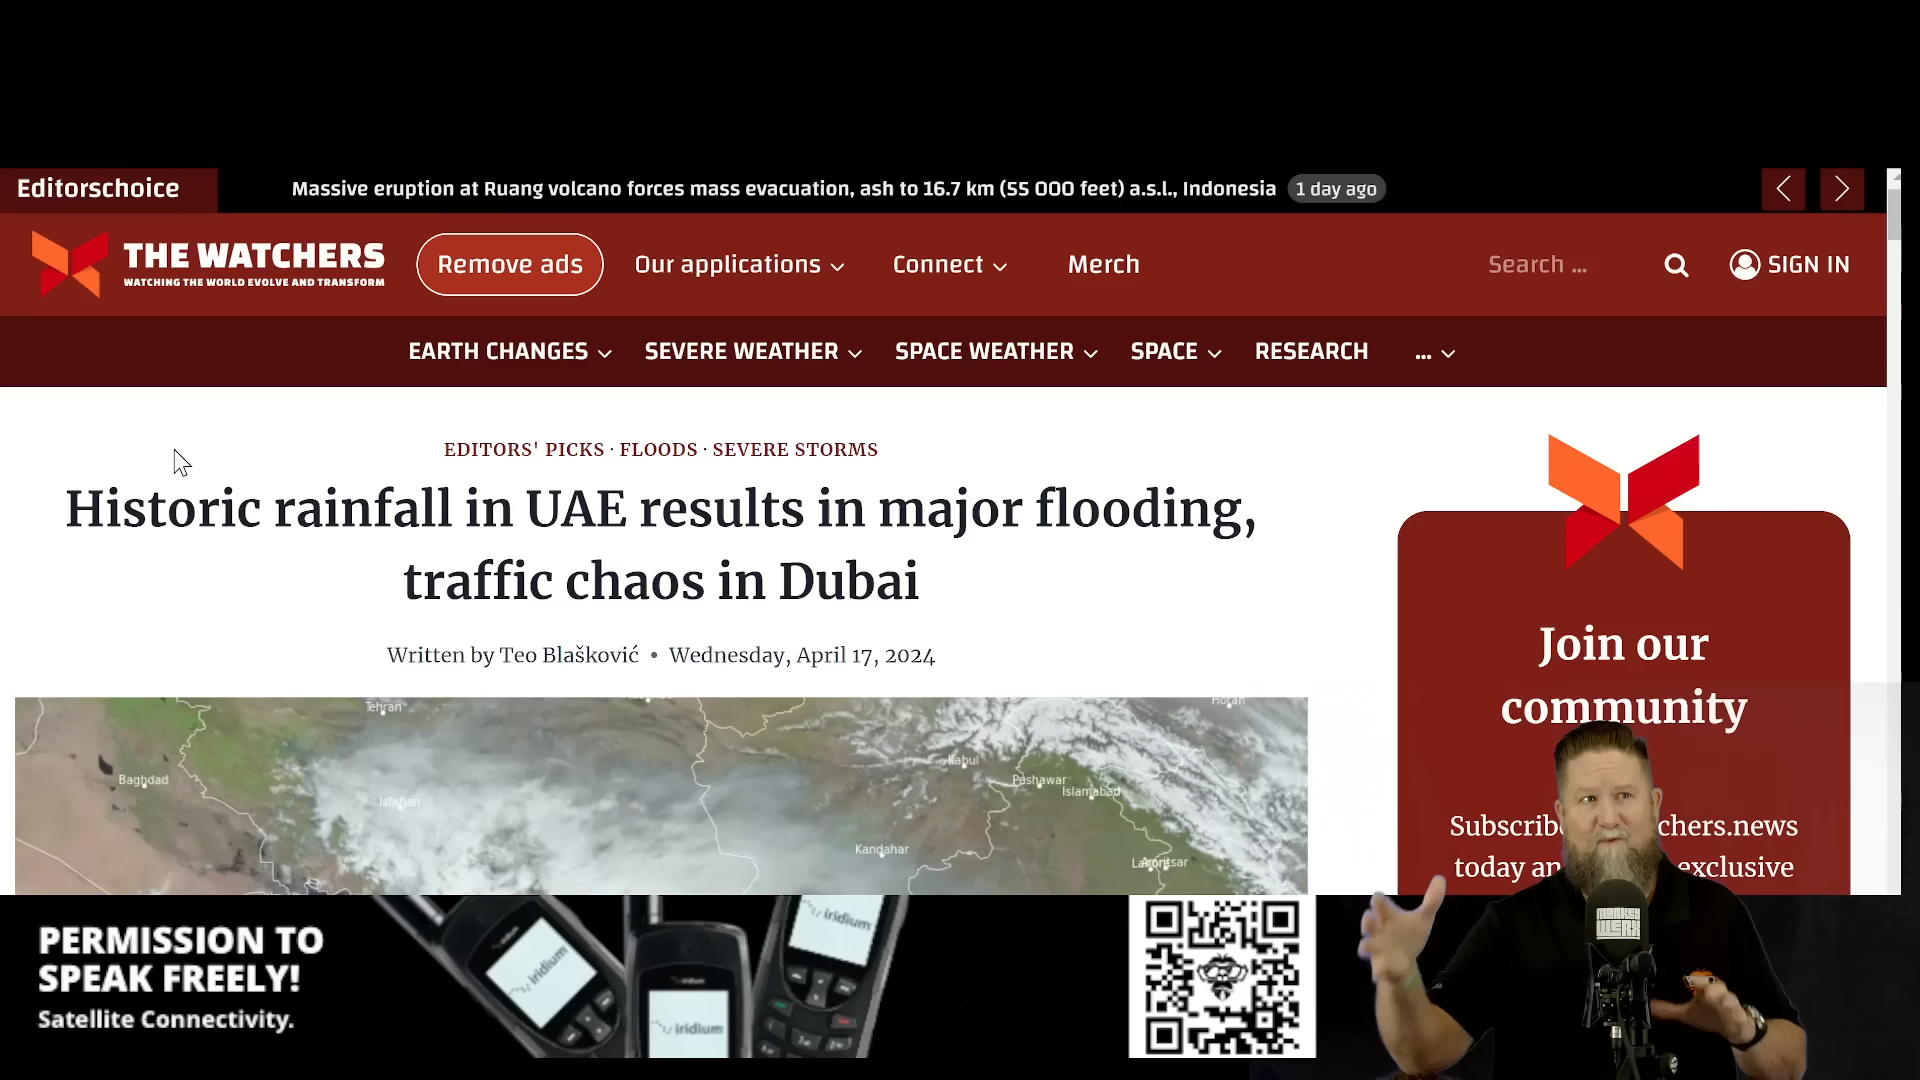 Editorschoice
Massive eruption at Ruang volcano forces mass evacuation, ash to 16.7 km (55 000 feet) a.s.l., Indonesia 1 day ago
THE WATCHERS
WATCHING THE WORLD EVOLVE AND TRANSFORM
Remove ads
Our applications
Connect
Merch
Search ...
SIGN IN
EARTH CHANGES
SEVERE WEATHER
SPACE WEATHER
SPACE
RESEARCH
...
EDITORS' PICKS · FLOODS · SEVERE STORMS
Historic rainfall in UAE results in major flooding,
traffic chaos in Dubai
Written by Teo Blašković • Wednesday, April 17, 2024
Join our
community
Tehran
Baghdad
Isfahan
Kabul
Peshawar
Islamabad
Kandahar
Amritsar
today
exclusive
PERMISSION TO
SPEAK FREELY!
Satellite Connectivity.
iridium
iridium
iridium
MONKEY
WERX